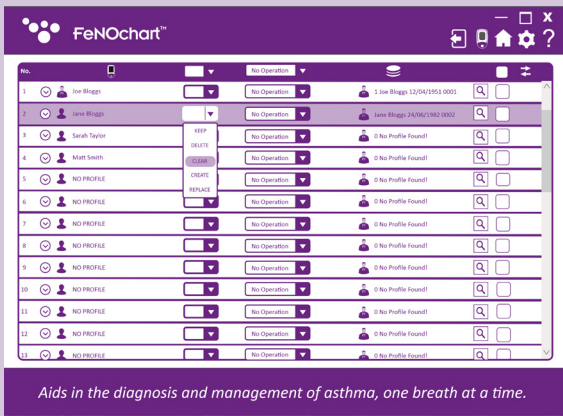 FeNOchart™
No. No Operation
1 Joe Bloggs No Operation 1 Joe Bloggs 12/04/1951 0001
2 Jane Bloggs No Operation Jane Bloggs 24/06/1982 0002
KEEP
3 Sarah Taylor No Operation 0 No Profile Found!
DELETE
4 Matt Smith CLEAR No Operation 0 No Profile Found!
CREATE
5 NO PROFILE No Operation 0 No Profile Found!
REPLACE
6 NO PROFILE No Operation 0 No Profile Found!
7 NO PROFILE No Operation 0 No Profile Found!
8 NO PROFILE No Operation 0 No Profile Found!
9 NO PROFILE No Operation 0 No Profile Found!
10 NO PROFILE No Operation 0 No Profile Found!
11 NO PROFILE No Operation 0 No Profile Found!
12 NO PROFILE No Operation 0 No Profile Found!
13 NO PROFILE No Operation 0 No Profile Found!
Aids in the diagnosis and management of asthma, one breath at a time.